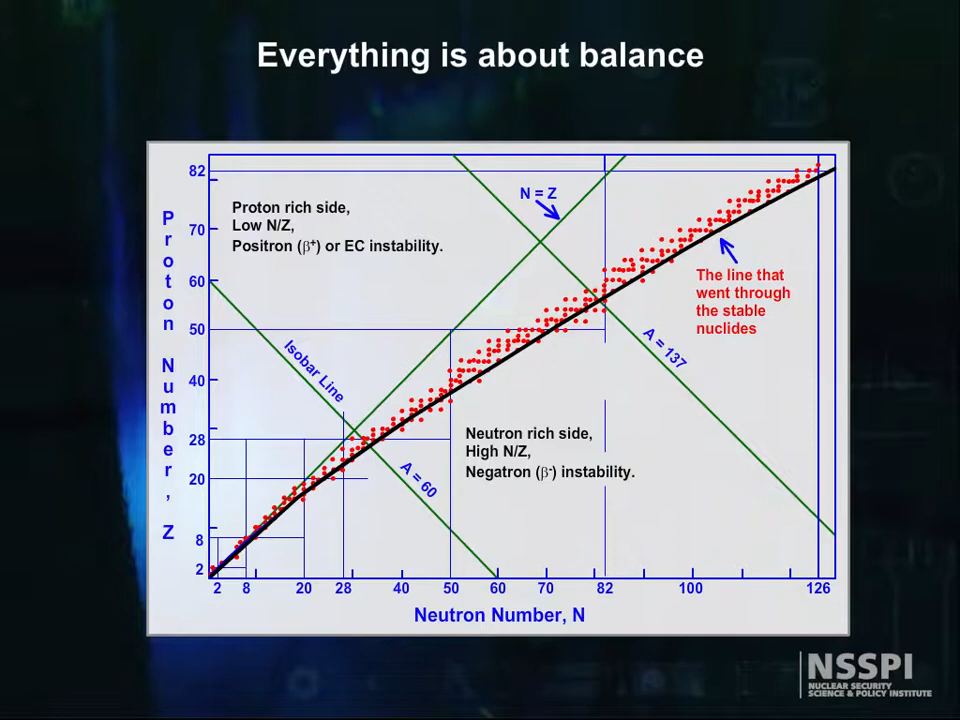 Everything is about balance
82
70
60
50
40
28
20
8
2
Proton Number, Z
Proton rich side,
Low N/Z,
Positron (β⁺) or EC instability.
N = Z
The line that
went through
the stable
nuclides
Isobar Line
A = 137
A = 60
Neutron rich side,
High N/Z,
Negatron (β⁻) instability.
2 8 20 28 40 50 60 70 82 100 126
Neutron Number, N
NSSPI
NUCLEAR SECURITY
SCIENCE & POLICY INSTITUTE